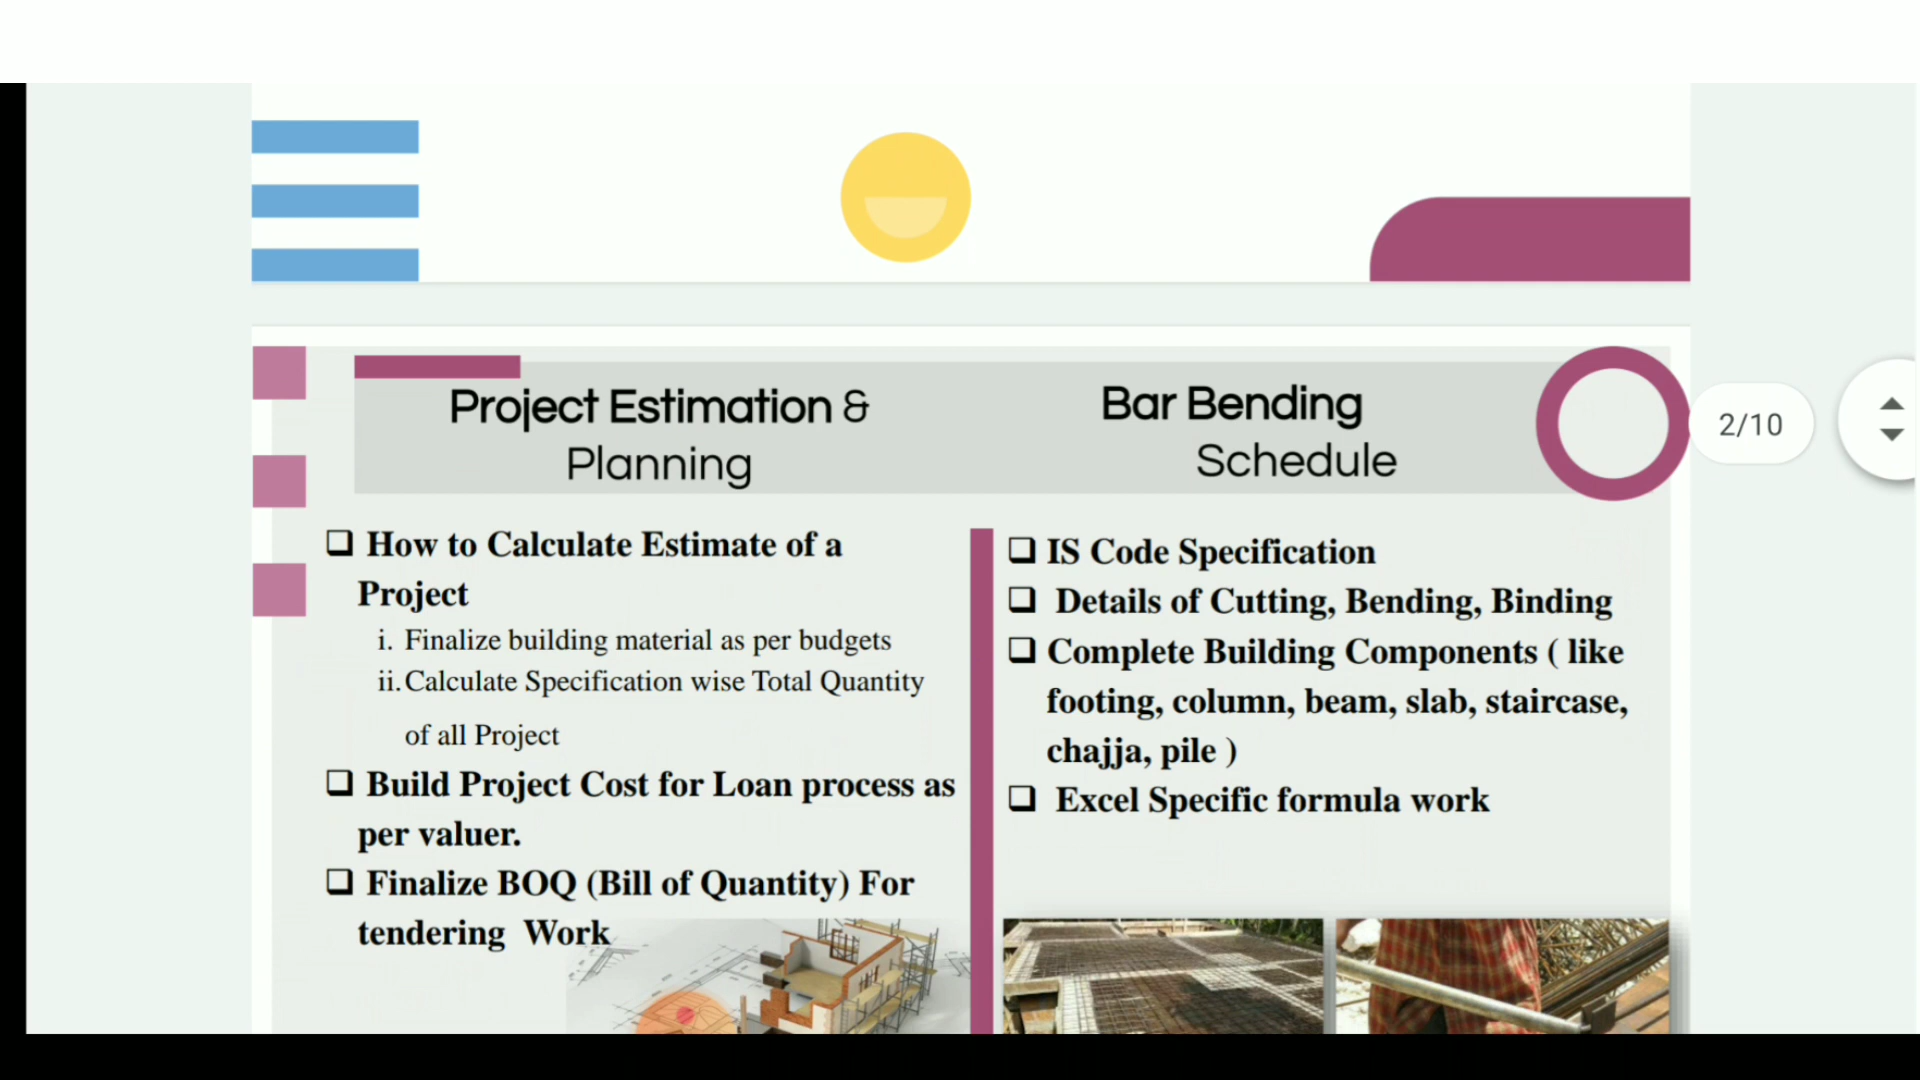 Project Estimation &
Planning
❑ How to Calculate Estimate of a
Project
i. Finalize building material as per budgets
ii. Calculate Specification wise Total Quantity
of all Project
❑ Build Project Cost for Loan process as
per valuer.
❑ Finalize BOQ (Bill of Quantity) For
tendering Work
Bar Bending
Schedule
❑ IS Code Specification
❑ Details of Cutting, Bending, Binding
❑ Complete Building Components ( like
footing, column, beam, slab, staircase,
chajja, pile )
❑ Excel Specific formula work
2/10